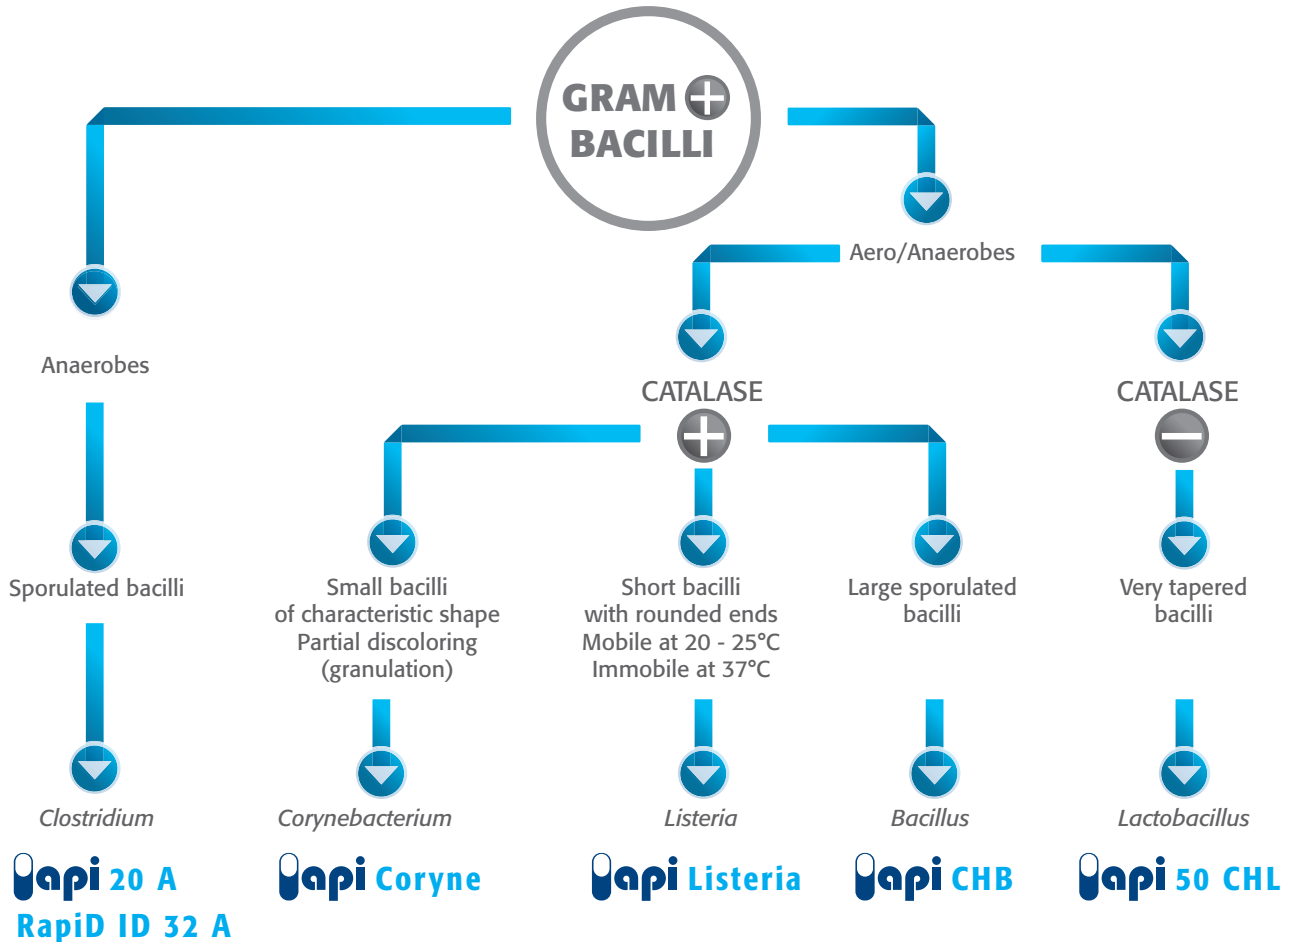 GRAM +
BACILLI
Aero/Anaerobes
Anaerobes
CATALASE
+
CATALASE
−
Sporulated bacilli
Small bacilli
of characteristic shape
Partial discoloring
(granulation)
Short bacilli
with rounded ends
Mobile at 20 - 25°C
Immobile at 37°C
Large sporulated
bacilli
Very tapered
bacilli
Clostridium
Corynebacterium
Listeria
Bacillus
Lactobacillus
api 20 A
RapiD ID 32 A
api Coryne
api Listeria
api CHB
api 50 CHL